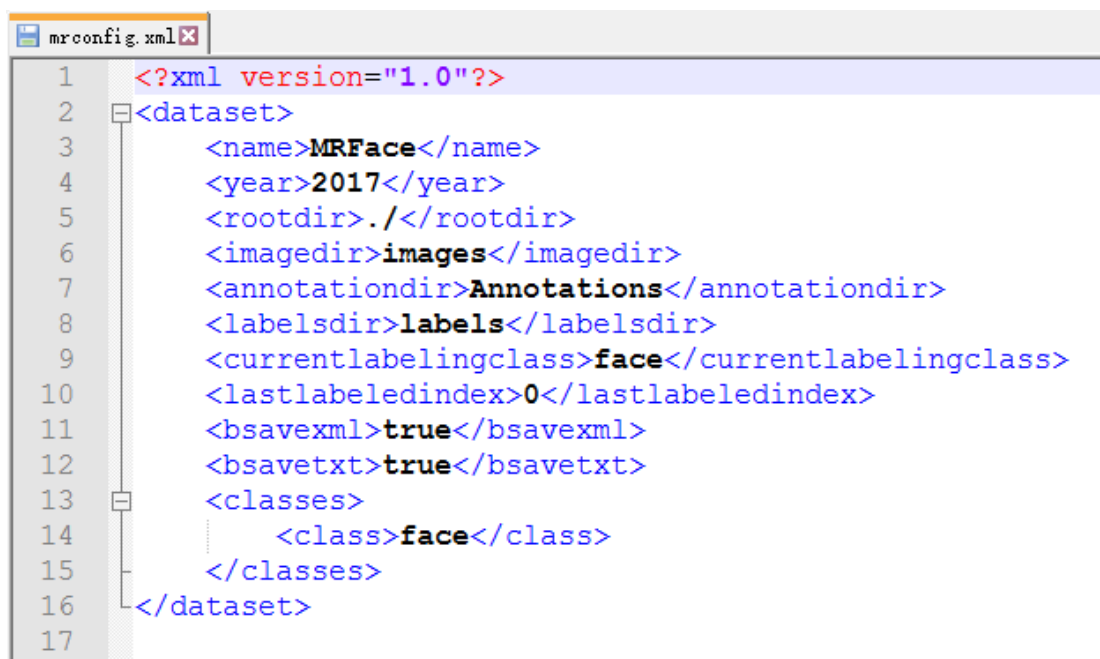 mrconfig.xml
1 <?xml version="1.0"?>
2 <dataset>
3 <name>MRFace</name>
4 <year>2017</year>
5 <rootdir>./</rootdir>
6 <imagedir>images</imagedir>
7 <annotationdir>Annotations</annotationdir>
8 <labelsdir>labels</labelsdir>
9 <currentlabelingclass>face</currentlabelingclass>
10 <lastlabeledindex>0</lastlabeledindex>
11 <bsavexml>true</bsavexml>
12 <bsavetxt>true</bsavetxt>
13 <classes>
14 <class>face</class>
15 </classes>
16 </dataset>
17